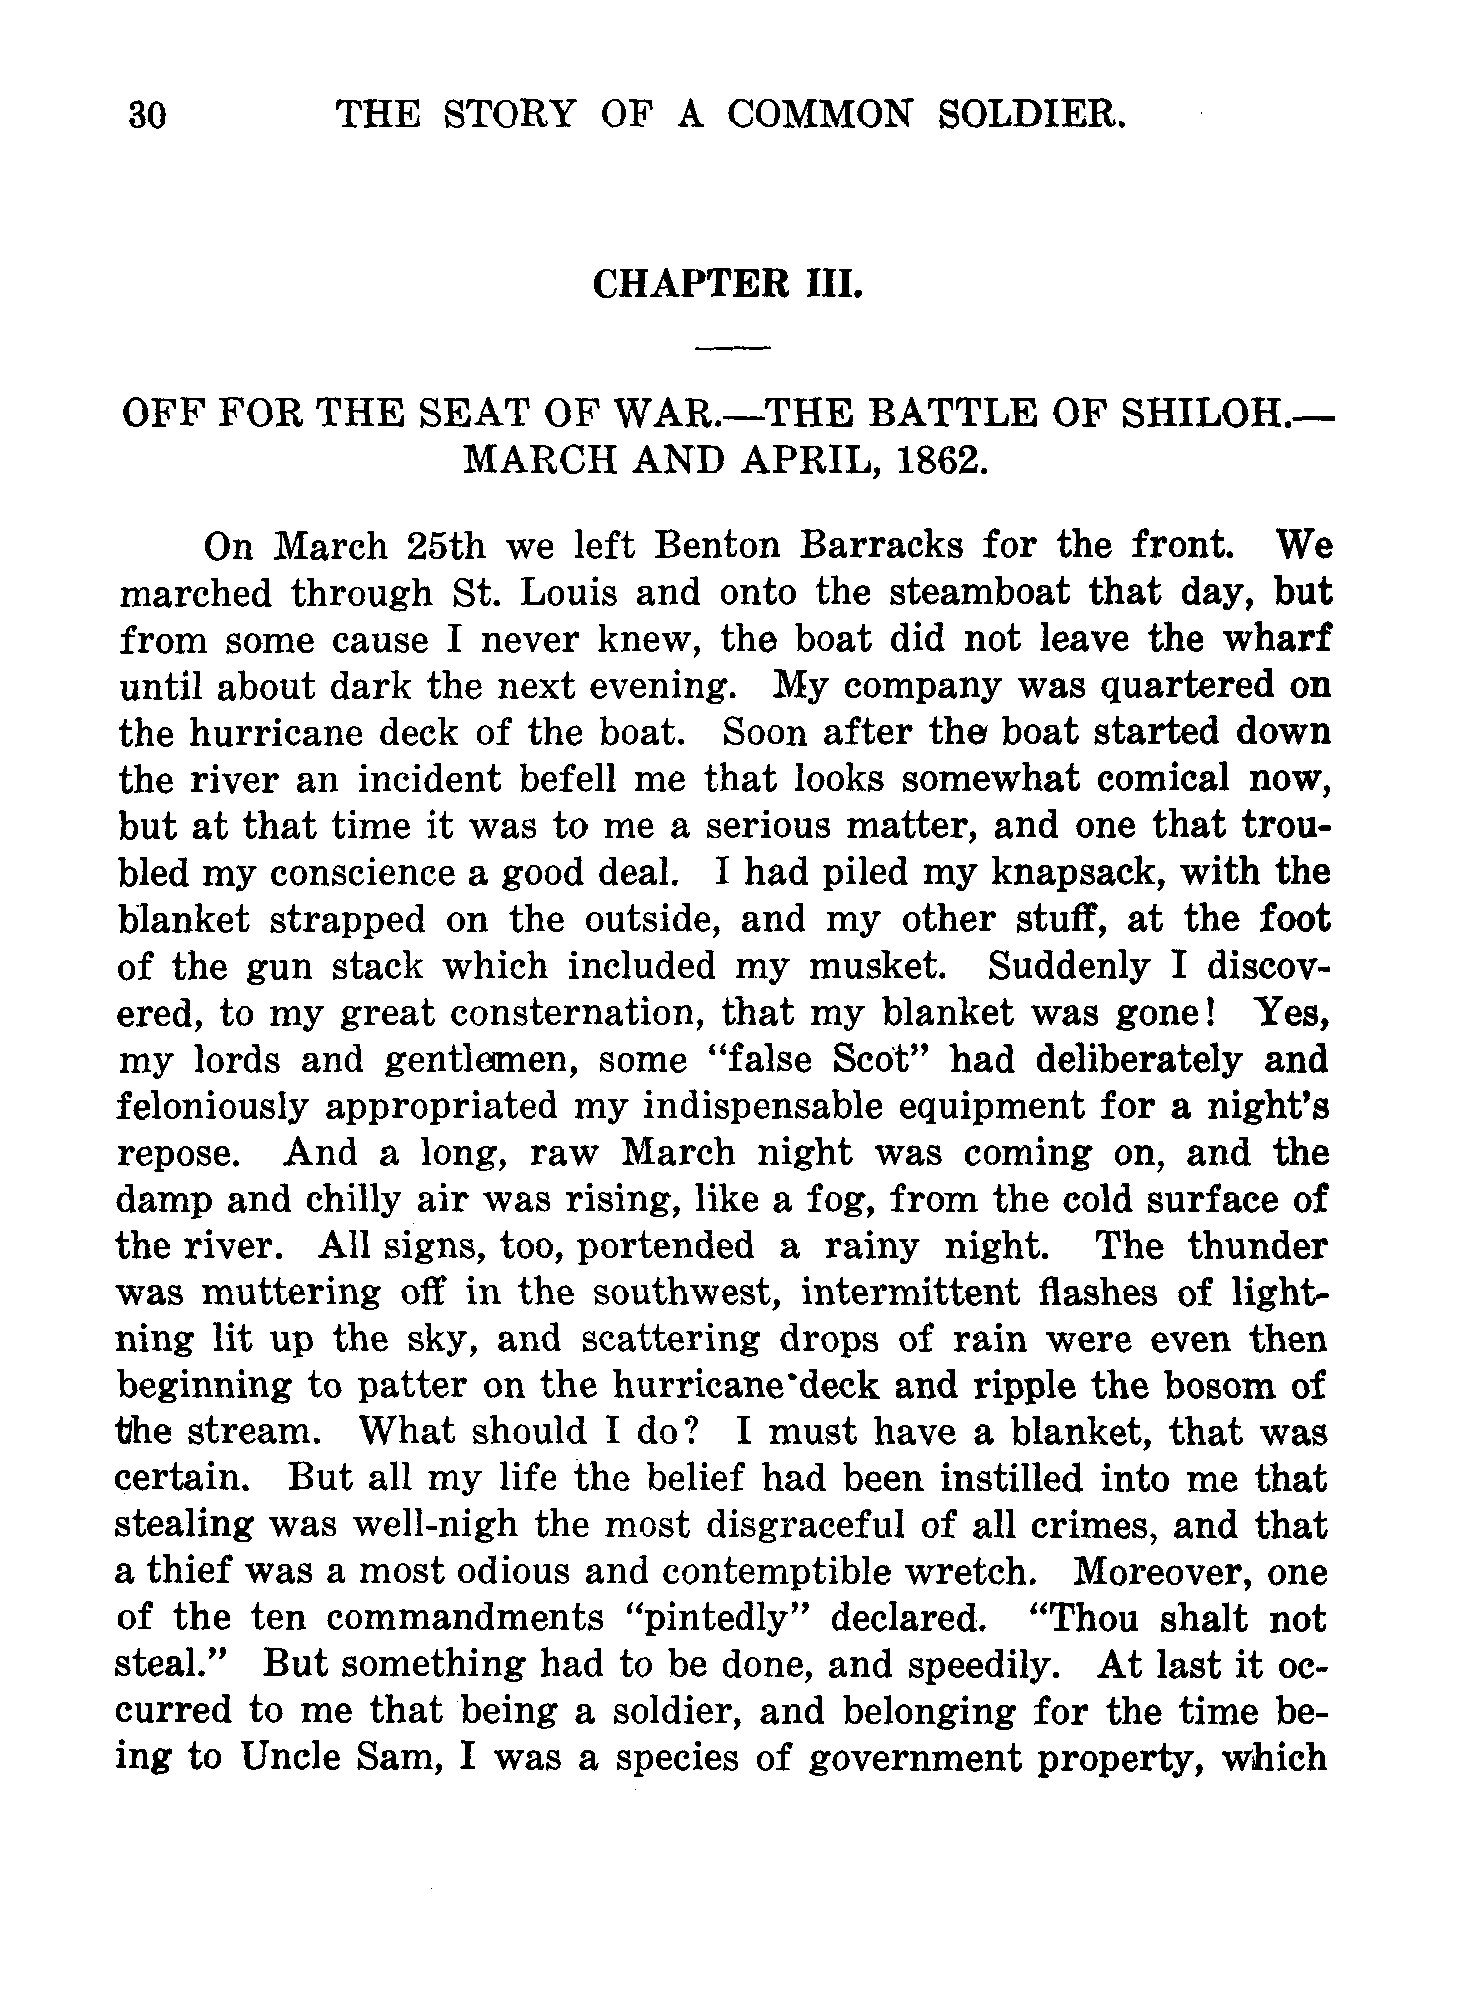 30 THE STORY OF A COMMON SOLDIER.
CHAPTER III.
OFF FOR THE SEAT OF WAR.—THE BATTLE OF SHILOH.—
MARCH AND APRIL, 1862.
On March 25th we left Benton Barracks for the front. We
marched through St. Louis and onto the steamboat that day, but
from some cause I never knew, the boat did not leave the wharf
until about dark the next evening. My company was quartered on
the hurricane deck of the boat. Soon after the boat started down
the river an incident befell me that looks somewhat comical now,
but at that time it was to me a serious matter, and one that trou-
bled my conscience a good deal. I had piled my knapsack, with the
blanket strapped on the outside, and my other stuff, at the foot
of the gun stack which included my musket. Suddenly I discov-
ered, to my great consternation, that my blanket was gone! Yes,
my lords and gentlemen, some "false Scot" had deliberately and
feloniously appropriated my indispensable equipment for a night's
repose. And a long, raw March night was coming on, and the
damp and chilly air was rising, like a fog, from the cold surface of
the river. All signs, too, portended a rainy night. The thunder
was muttering off in the southwest, intermittent flashes of light-
ning lit up the sky, and scattering drops of rain were even then
beginning to patter on the hurricane deck and ripple the bosom of
the stream. What should I do? I must have a blanket, that was
certain. But all my life the belief had been instilled into me that
stealing was well-nigh the most disgraceful of all crimes, and that
a thief was a most odious and contemptible wretch. Moreover, one
of the ten commandments "pintedly" declared. "Thou shalt not
steal." But something had to be done, and speedily. At last it oc-
curred to me that being a soldier, and belonging for the time be-
ing to Uncle Sam, I was a species of government property, which